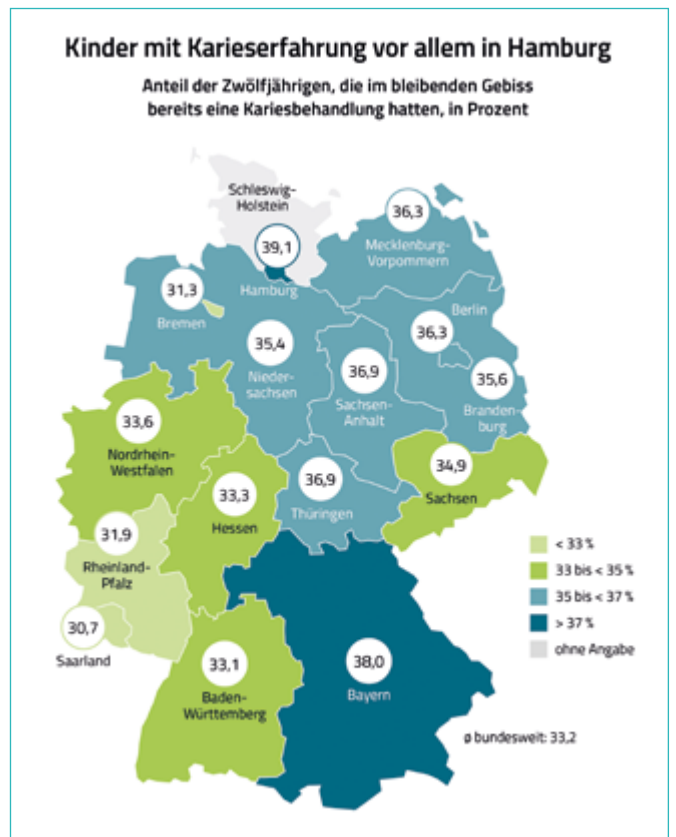 Kinder mit Karieserfahrung vor allem in Hamburg
Anteil der Zwölfjährigen, die im bleibenden Gebiss
bereits eine Kariesbehandlung hatten, in Prozent
Schleswig-
Holstein
39,1
Hamburg
36,3
Mecklenburg-
Vorpommern
31,3
Bremen
35,4
Nieder-
sachsen
Berlin
36,3
36,9
Sachsen-
Anhalt
35,6
Branden-
burg
33,6
Nordrhein-
Westfalen
33,3
Hessen
36,9
Thüringen
34,9
Sachsen
31,9
Rheinland-
Pfalz
30,7
Saarland
33,1
Baden-
Württemberg
38,0
Bayern
< 33 %
33 bis < 35 %
35 bis < 37 %
> 37 %
ohne Angabe
ø bundesweit: 33,2